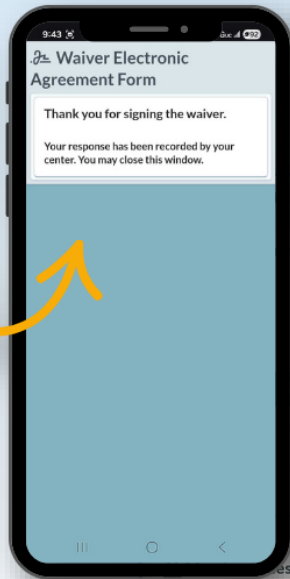 9:43
92
Waiver Electronic
Agreement Form
Thank you for signing the waiver.
Your response has been recorded by your
center. You may close this window.